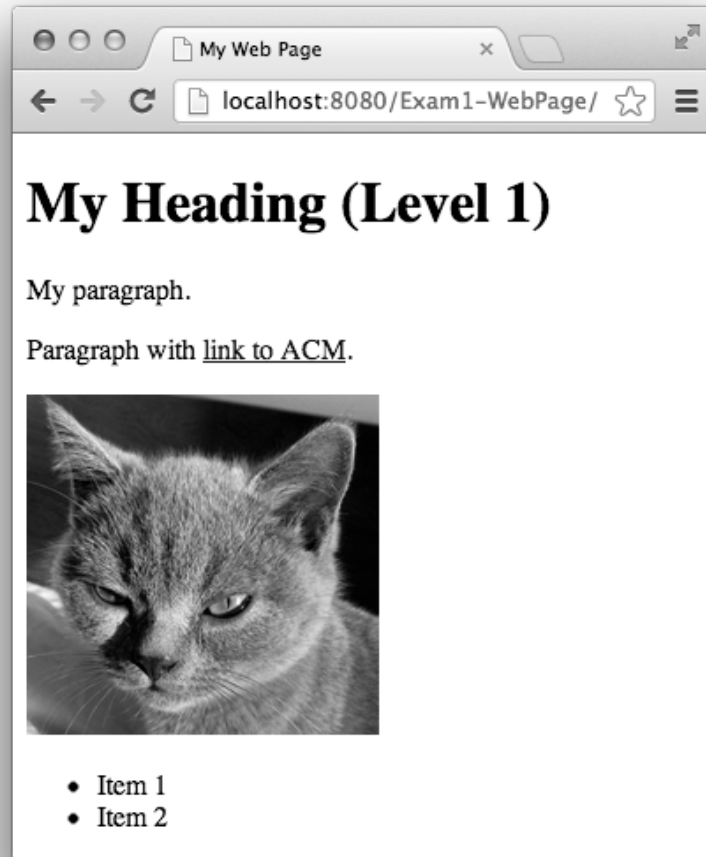 My Web Page
localhost:8080/Exam1-WebPage/
My Heading (Level 1)
My paragraph.
Paragraph with link to ACM.
Item 1
Item 2